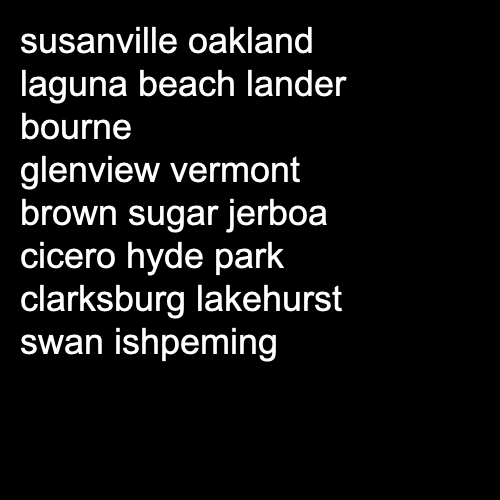 susanville oakland
laguna beach lander
bourne
glenview vermont
brown sugar jerboa
cicero hyde park
clarksburg lakehurst
swan ishpeming